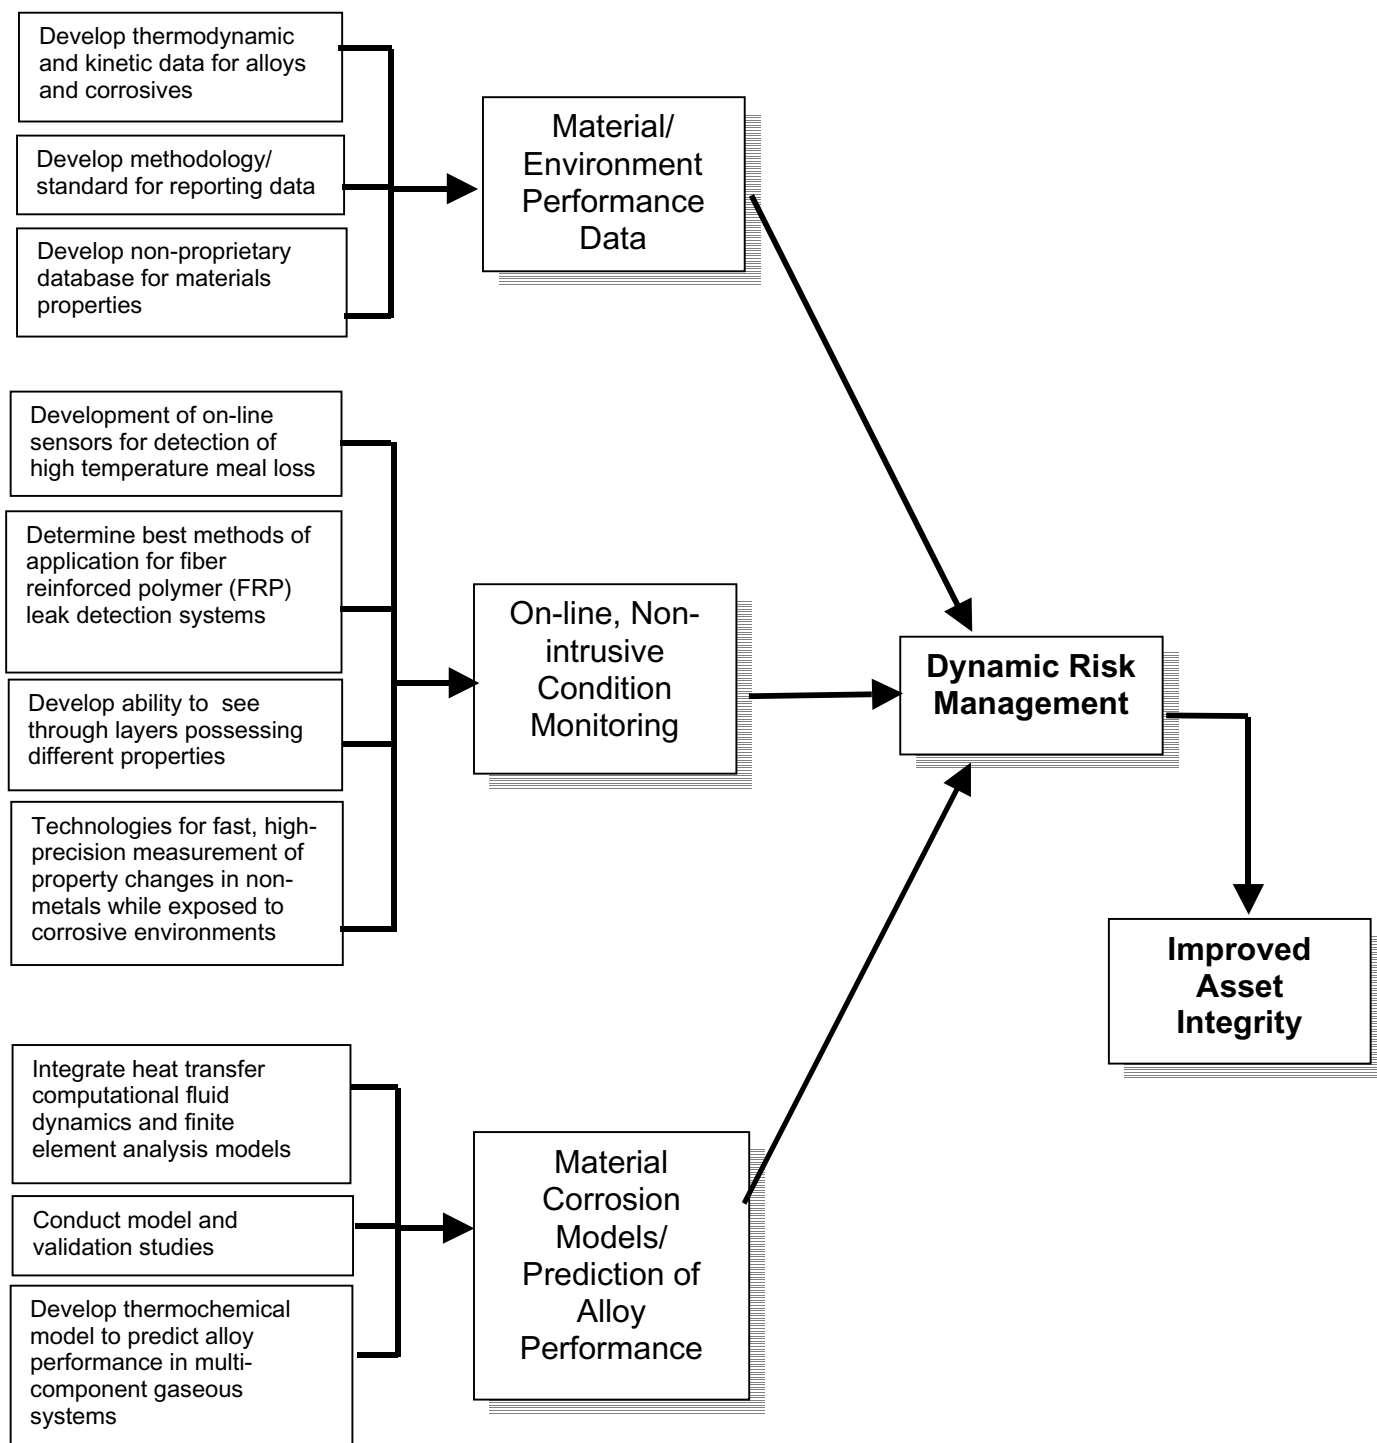 Develop thermodynamic
and kinetic data for alloys
and corrosives
Develop methodology/
standard for reporting data
Develop non-proprietary
database for materials
properties
Material/
Environment
Performance
Data
Development of on-line
sensors for detection of
high temperature meal loss
Determine best methods of
application for fiber
reinforced polymer (FRP)
leak detection systems
Develop ability to see
through layers possessing
different properties
Technologies for fast, high-
precision measurement of
property changes in non-
metals while exposed to
corrosive environments
On-line, Non-
intrusive
Condition
Monitoring
Dynamic Risk
Management
Improved
Asset
Integrity
Integrate heat transfer
computational fluid
dynamics and finite
element analysis models
Conduct model and
validation studies
Develop thermochemical
model to predict alloy
performance in multi-
component gaseous
systems
Material
Corrosion
Models/
Prediction of
Alloy
Performance